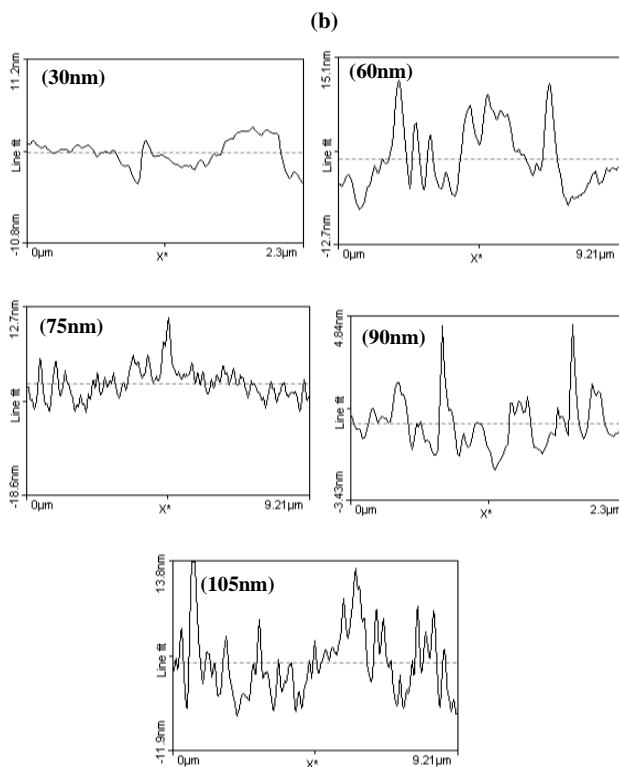 (b)
(30nm)
11.2nm
Line fit
-10.8nm
0µm
X*
2.3µm
(60nm)
15.1nm
Line fit
-12.7nm
0µm
X*
9.21µm
(75nm)
12.7nm
Line fit
-18.6nm
0µm
X*
9.21µm
(90nm)
4.84nm
Line fit
-3.43nm
0µm
X*
2.3µm
(105nm)
13.8nm
Line fit
-11.9nm
0µm
X*
9.21µm